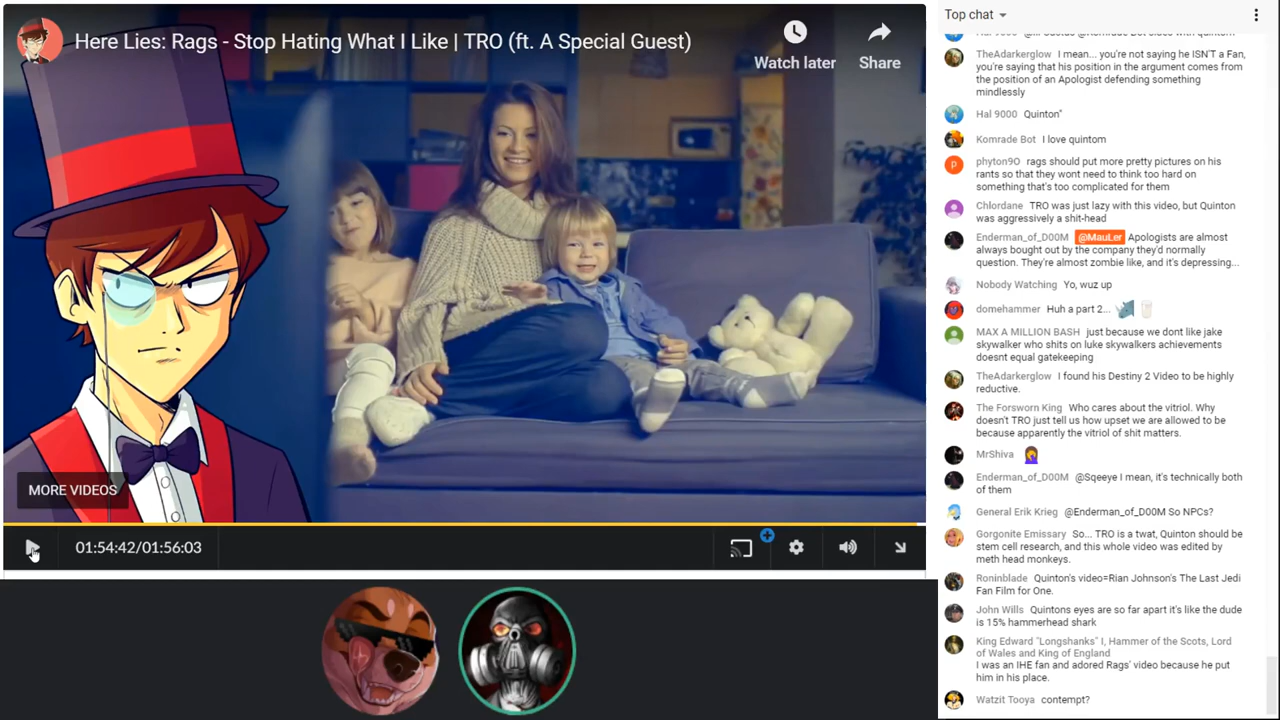 Here Lies: Rags - Stop Hating What I Like | TRO (ft. A Special Guest)
Watch later
Share
MORE VIDEOS
01:54:42/01:56:03
Top chat
TheAdarkerglow I mean... you're not saying he ISN'T a Fan,
you're saying that his position in the argument comes from
the position of an Apologist defending something
mindlessly
Hal 9000 Quinton"
Komrade Bot I love quintom
P
phyton9O rags should put more pretty pictures on his
rants so that they wont need to think too hard on
something that's too complicated for them
Chlordane TRO was just lazy with this video, but Quinton
was aggressively a shit-head
Enderman_of_D00M @MauLer Apologists are almost
always bought out by the company they'd normally
question. They're almost zombie like, and it's depressing...
Nobody Watching Yo, wuz up
domehammer Huh a part 2...
MAX A MILLION BASH just because we dont like jake
skywalker who shits on luke skywalkers achievements
doesnt equal gatekeeping
TheAdarkerglow I found his Destiny 2 Video to be highly
reductive.
The Forsworn King Who cares about the vitriol. Why
doesn't TRO just tell us how upset we are allowed to be
because apparently the vitriol of shit matters.
MrShiva
Enderman_of_D00M @Sqeeye I mean, it's technically both
of them
General Erik Krieg @Enderman_of_D00M So NPCs?
Gorgonite Emissary So... TRO is a twat, Quinton should be
stem cell research, and this whole video was edited by
meth head monkeys.
Roninblade Quinton's video=Rian Johnson's The Last Jedi
Fan Film for One.
John Wills Quintons eyes are so far apart it's like the dude
is 15% hammerhead shark
King Edward "Longshanks" I, Hammer of the Scots, Lord
of Wales and King of England
I was an IHE fan and adored Rags' video because he put
him in his place.
Watzit Tooya contempt?